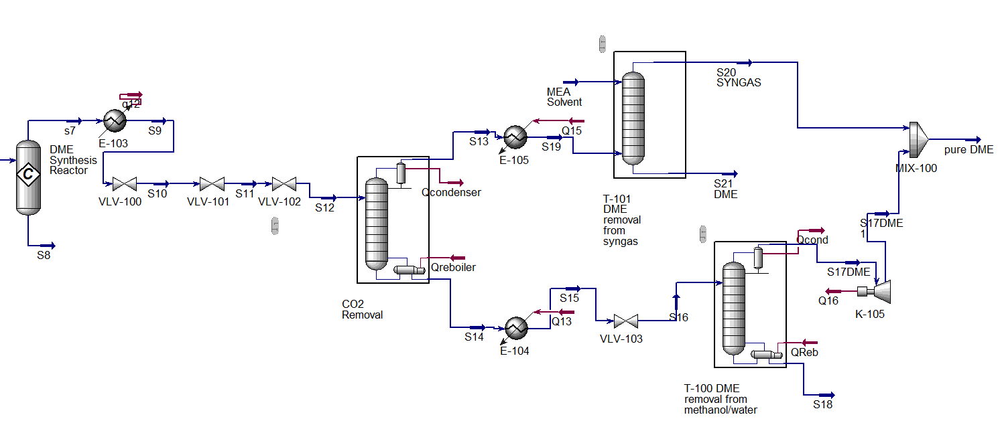 S20
SYNGAS
MEA
Solvent
q12
s7
S9
E-103
DME
Synthesis
Reactor
C
S13
Q15
S19
E-105
pure DME
MIX-100
VLV-100
S10
VLV-101
S11
VLV-102
S12
Qcondenser
S21
DME
T-101
DME
removal
from
syngas
S17DME
1
Qcond
S8
Qreboiler
S17DME
Q16
K-105
CO2
Removal
S15
Q13
S14
E-104
VLV-103
S16
QReb
T-100 DME
removal from
methanol/water
S18